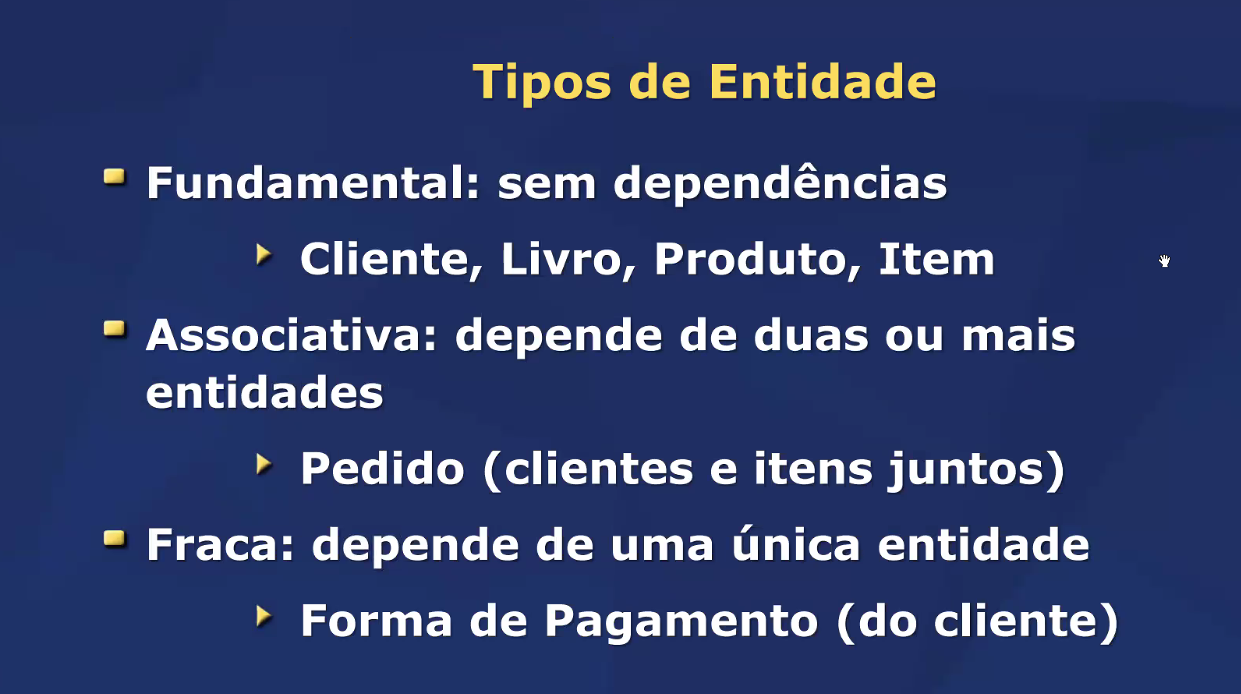 Tipos de Entidade
Fundamental: sem dependências
Cliente, Livro, Produto, Item
Associativa: depende de duas ou mais
entidades
Pedido (clientes e itens juntos)
Fraca: depende de uma única entidade
Forma de Pagamento (do cliente)